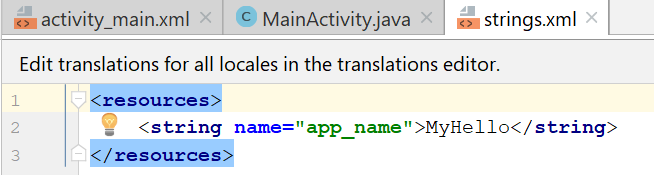 activity_main.xml MainActivity.java strings.xml
Edit translations for all locales in the translations editor.
1 <resources>
2 <string name="app_name">MyHello</string>
3 </resources>